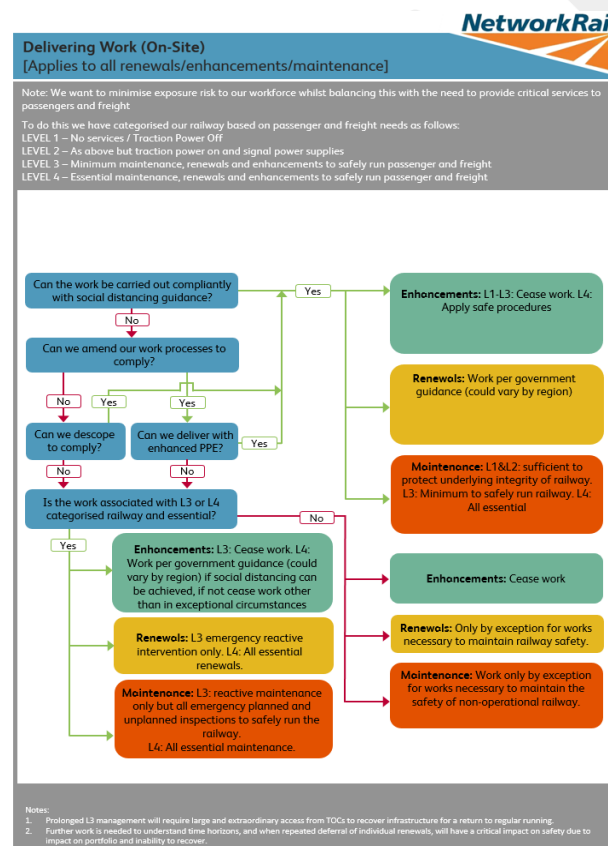 NetworkRai
Delivering Work (On-Site)
[Applies to all renewals/enhancements/maintenance]
Note: We want to minimise exposure risk to our workforce whilst balancing this with the need to provide critical services to
passengers and freight
To do this we have categorised our railway based on passenger and freight needs as follows:
LEVEL 1 – No services / Traction Power Off
LEVEL 2 – As above but traction power on and signal power supplies
LEVEL 3 – Minimum maintenance, renewals and enhancements to safely run passenger and freight
LEVEL 4 – Essential maintenance, renewals and enhancements to safely run passenger and freight
Can the work be carried out compliantly
with social distancing guidance?
Yes
Enhoncements: L1-L3: Cease work. L4:
Apply safe procedures
No
Can we amend our work processes to
comply?
Renewols: Work per government
guidance (could vary by region)
No
Yes
Yes
Can we descope
to comply?
Can we deliver with
enhanced PPE?
Yes
Mointenonce: L1&L2: sufficient to
protect underlying integrity of railway.
L3: Minimum to safely run railway. L4:
All essential
No
No
Is the work associated with L3 or L4
categorised railway and essential?
No
Yes
Enhoncements: L3: Cease work. L4:
Work per government guidance (could
vary by region) if social distancing can
be achieved, if not cease work other
than in exceptional circumstances
Enhoncements: Cease work
Renewols: L3 emergency reactive
intervention only. L4: All essential
renewals.
Renewols: Only by exception for works
necessary to maintain railway safety.
Mointenonce: L3: reactive maintenance
only but all emergency planned and
unplanned inspections to safely run the
railway.
L4: All essential maintenance.
Mointenonce: Work only by exception
for works necessary to maintain the
safety of non-operational railway.
Notes:
1. Prolonged L3 management will require large and extraordinary access from TOCs to recover infrastructure for a return to regular running.
2. Further work is needed to understand time horizons, and when repeated deferral of individual renewals, will have a critical impact on safety due to
impact on portfolio and inability to recover.